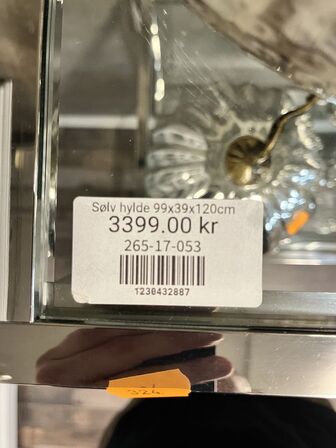 Sølv hylde 99x39x120cm
3399.00 kr
265-17-053
1230432887